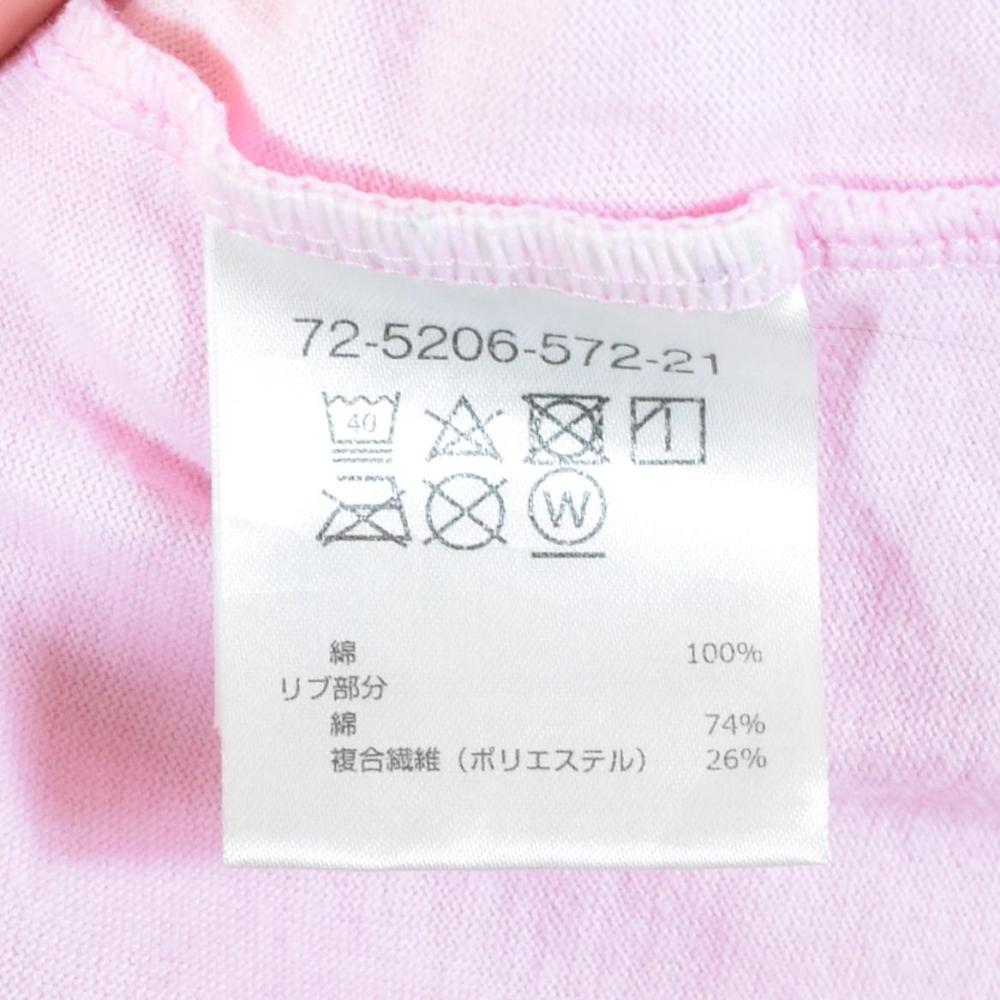 72-5206-572-21
40
W
綿 100%
リブ部分
綿 74%
複合繊維（ポリエステル） 26%